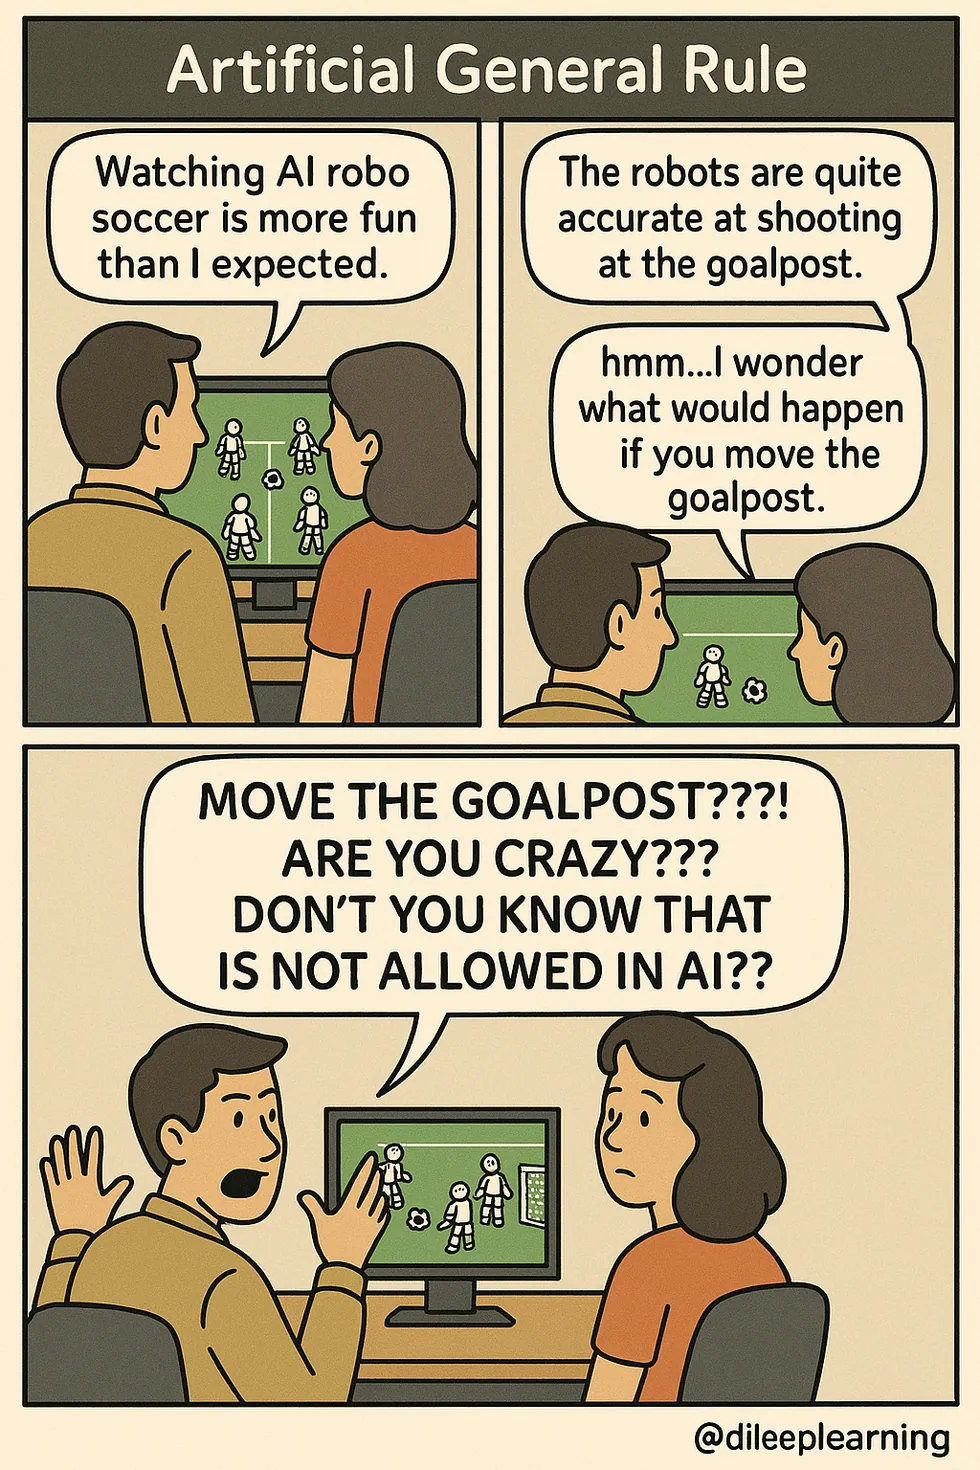 Artificial General Rule
Watching AI robo
soccer is more fun
than I expected.
The robots are quite
accurate at shooting
at the goalpost.
hmm...I wonder
what would happen
if you move the
goalpost.
MOVE THE GOALPOST???!
ARE YOU CRAZY???
DON'T YOU KNOW THAT
IS NOT ALLOWED IN AI??
@dileeplearning